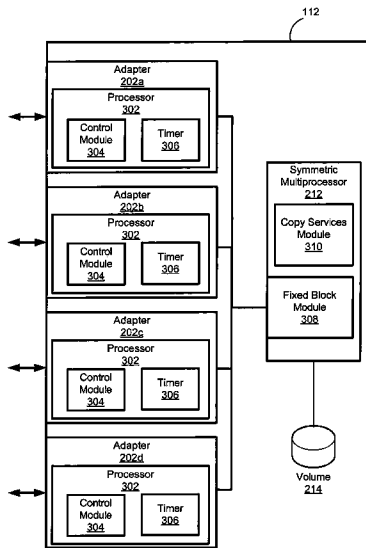 112
Adapter
202a
Processor
302
Control
Module
304
Timer
306
Adapter
202b
Processor
302
Control
Module
304
Timer
306
Adapter
202c
Processor
302
Control
Module
304
Timer
306
Adapter
202d
Processor
302
Control
Module
304
Timer
306
Symmetric
Multiprocessor
212
Copy Services
Module
310
Fixed Block
Module
308
Volume
214